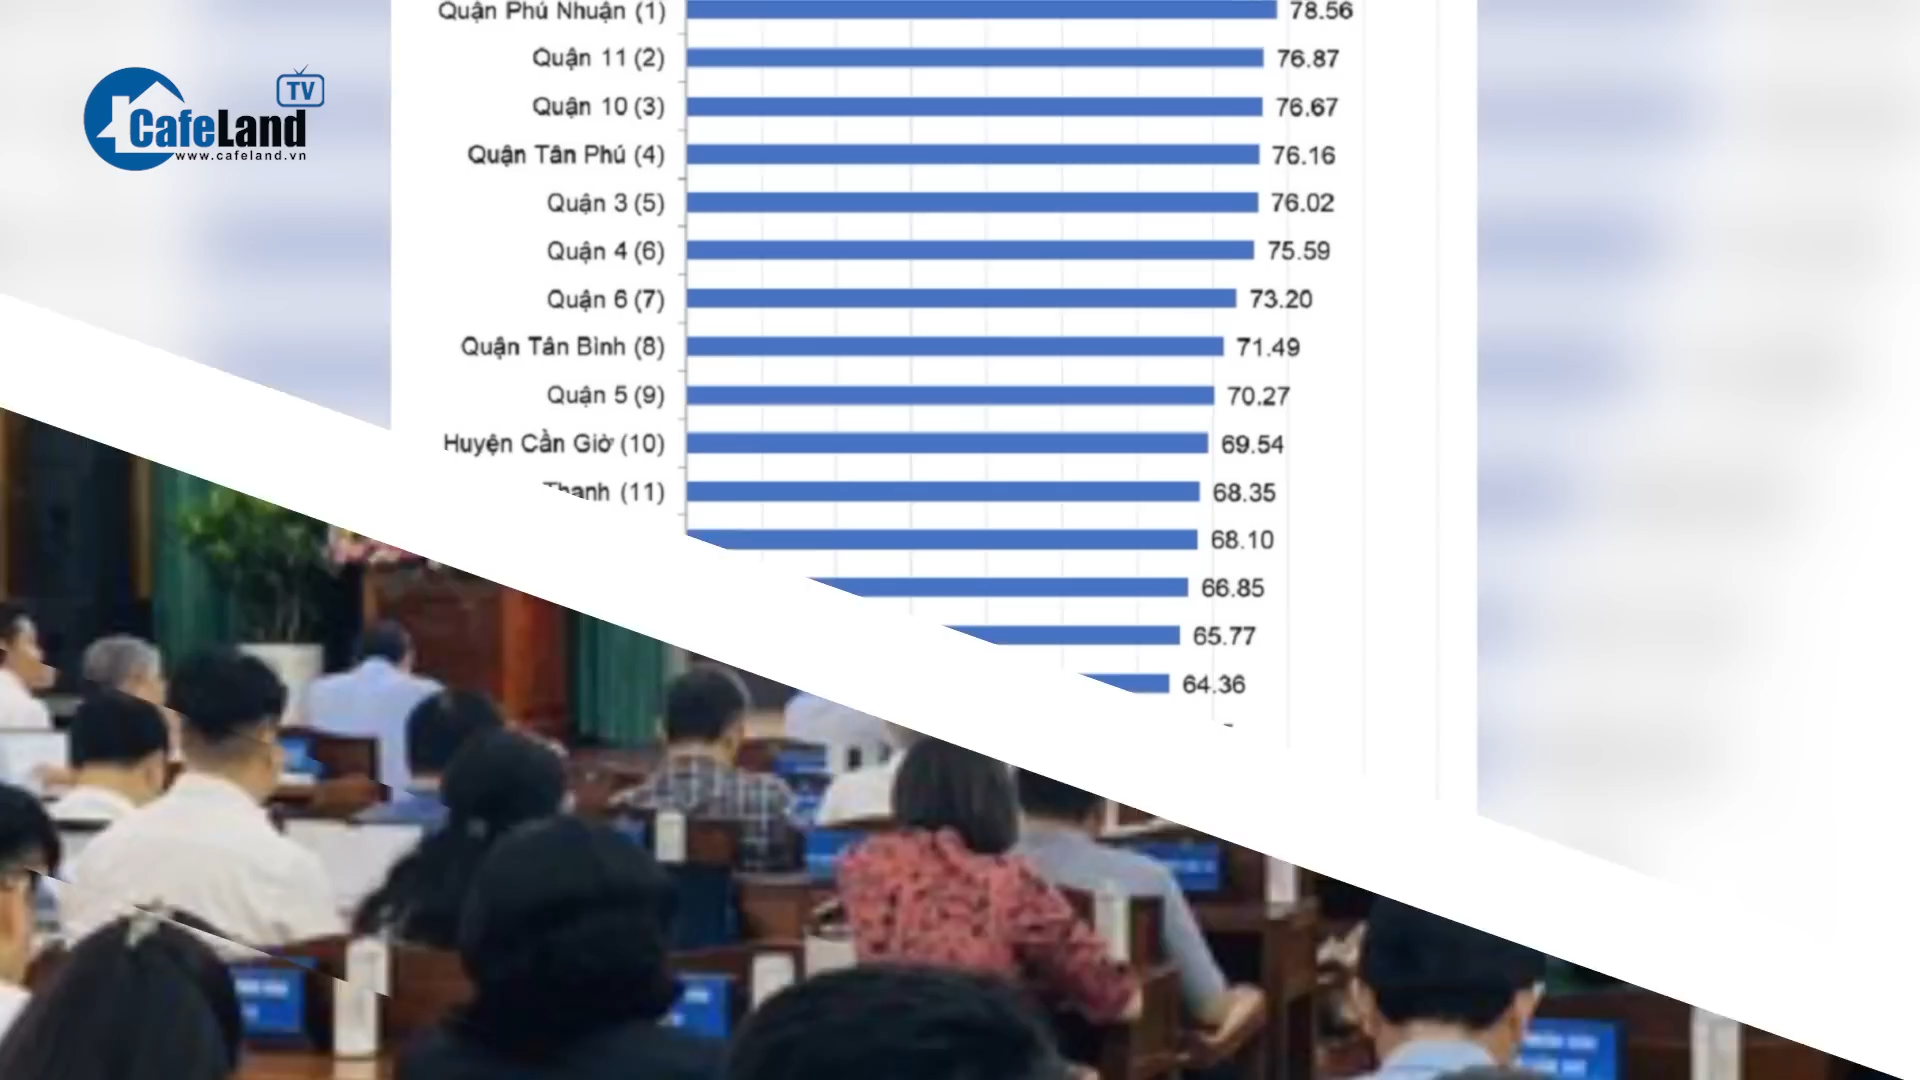 TV
CafeLand
www.cafeland.vn
Quận Phú Nhuận (1) 78.56
Quận 11 (2) 76.87
Quận 10 (3) 76.67
Quận Tân Phú (4) 76.16
Quận 3 (5) 76.02
Quận 4 (6) 75.59
Quận 6 (7) 73.20
Quận Tân Bình (8) 71.49
Quận 5 (9) 70.27
Huyện Cần Giờ (10) 69.54
Thanh (11) 68.35
68.10
66.85
65.77
64.36